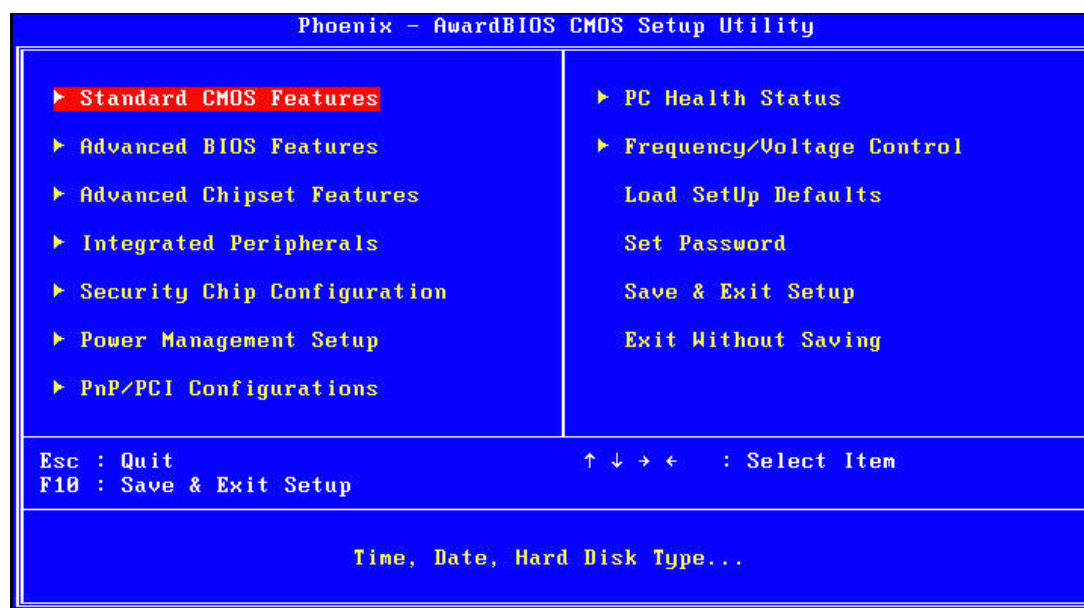 Phoenix - AwardBIOS CMOS Setup Utility
Standard CMOS Features
Advanced BIOS Features
Advanced Chipset Features
Integrated Peripherals
Security Chip Configuration
Power Management Setup
PnP/PCI Configurations
PC Health Status
Frequency/Voltage Control
Load SetUp Defaults
Set Password
Save & Exit Setup
Exit Without Saving
Esc : Quit
F10 : Save & Exit Setup
↑ ↓ → ← : Select Item
Time, Date, Hard Disk Type...